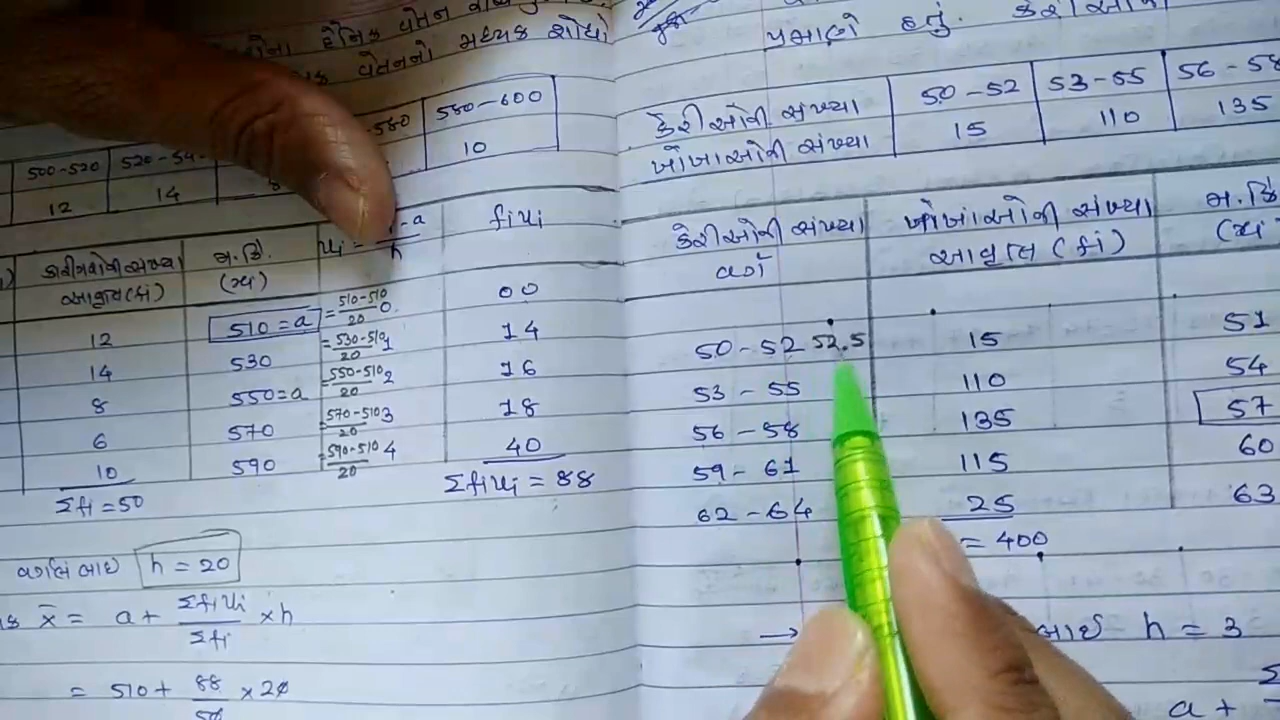 દૈનિક વેતન
વેતનનો મધ્યક શોધો
500-520 520-54 -580 580-600
12 14 8 10
કારીગરોની સંખ્યા
આવૃત્તિ (fi) મ.કિં. (xi) ui = -a / h fiui
12 510 = a = 510-510 / 20 0 00
14 530 = 530-510 / 20 1 14
8 550 = a = 550-510 / 20 2 16
6 570 = 570-510 / 20 3 18
10 590 = 590-510 / 20 4 40
Σfi = 50 Σfiui = 88
વર્ગલંબાઈ h = 20
x̄ = a + Σfiui / Σfi × h
= 510 + 88 / 50 × 20
પ્રમાણે હતું.
કેરીઓની સંખ્યા 50-52 53-55 56-58
ખોખાઓની સંખ્યા 15 110 135
કેરીઓની સંખ્યા
વર્ગ ખોખાઓની સંખ્યા
આવૃત્તિ (fi) મ.કિં
(xi
50-52 52.5 15 51
53-55 110 54
56-58 135 57
59-61 115 60
62-64 25 63
= 400
→ h = 3
a + Σ